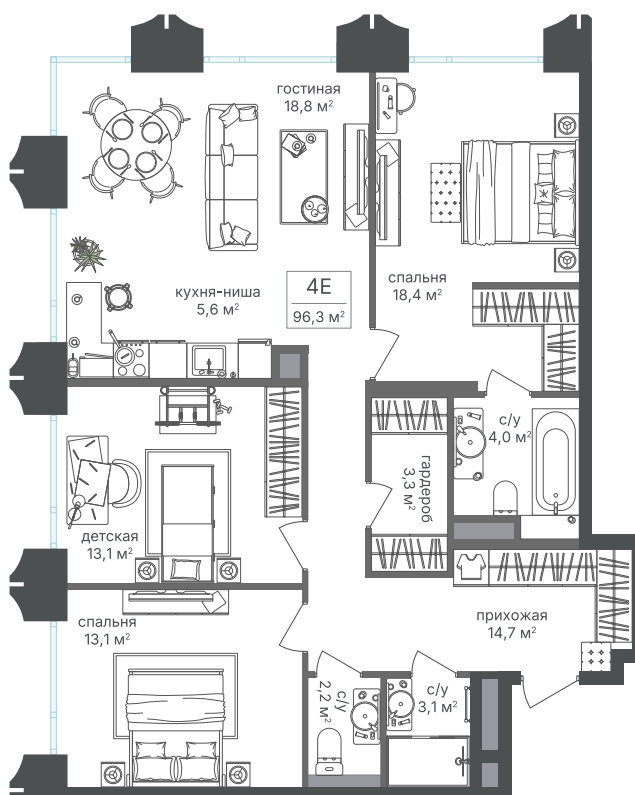 гостиная
18,8 м²
4Е
96,3 м²
кухня-ниша
5,6 м²
спальня
18,4 м²
с/у
4,0 м²
гардероб
3,3 м²
детская
13,1 м²
спальня
13,1 м²
прихожая
14,7 м²
с/у
2,2 м²
с/у
3,1 м²